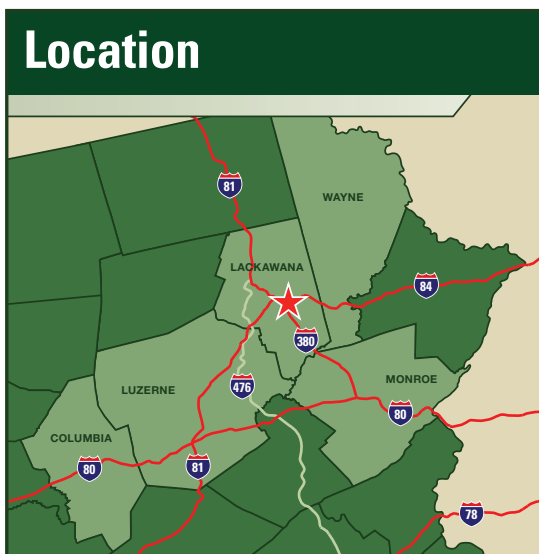 Location
81
WAYNE
LACKAWANA
84
380
MONROE
476
LUZERNE
80
COLUMBIA
80
81
78